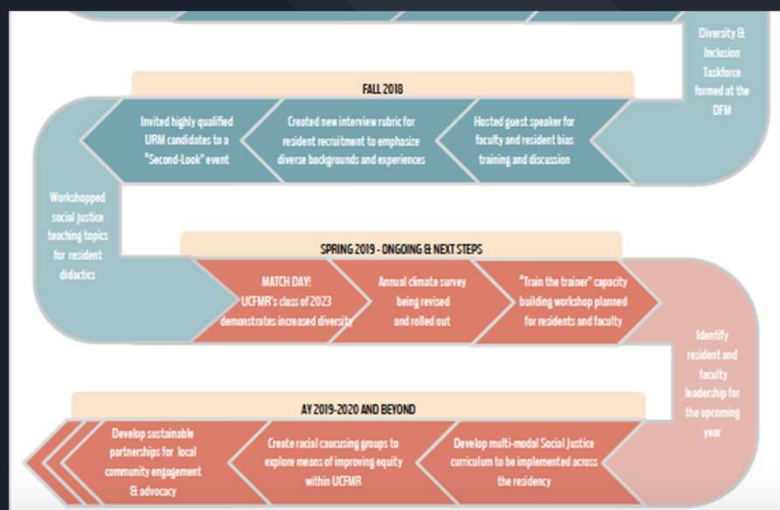 Diversity &
Inclusion
Taskforce
formed at the
DFM
FALL 2018
Hosted guest speaker for
faculty and resident bias
training and discussion
Created new interview rubric for
resident recruitment to emphasize
diverse backgrounds and experiences
Invited highly qualified
URM candidates to a
"Second-Look" event
Workshopped
social justice
teaching topics
for resident
didactics
SPRING 2019 - ONGOING & NEXT STEPS
MATCH DAY!
UCFMR's class of 2023
demonstrates increased diversity
Annual climate survey
being revised
and rolled out
"Train the trainer" capacity
building workshop planned
for residents and faculty
Identify
resident and
faculty
leadership for
the upcoming
year
AY 2019-2020 AND BEYOND
Develop multi-modal Social Justice
curriculum to be implemented across
the residency
Create racial caucusing groups to
explore means of improving equity
within UCFMR
Develop sustainable
partnerships for local
community engagement
& advocacy